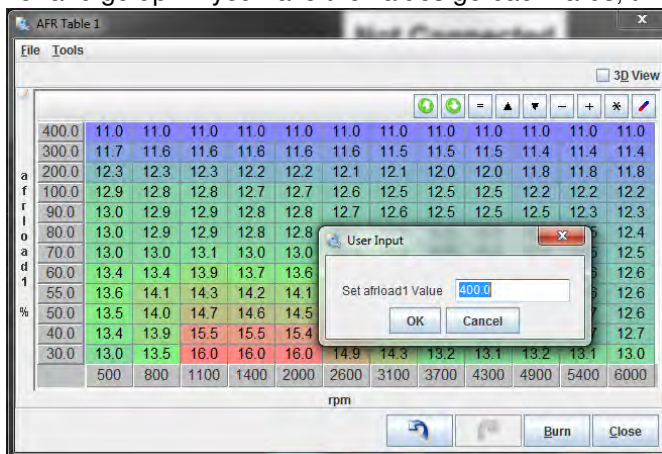 AFR Table 1
File Tools
3D View
= - + *
400.0 11.0 11.0 11.0 11.0 11.0 11.0 11.0 11.0 11.0 11.0 11.0 11.0
300.0 11.7 11.6 11.6 11.6 11.6 11.6 11.5 11.5 11.5 11.4 11.4 11.4
200.0 12.3 12.3 12.3 12.2 12.2 12.1 12.1 12.0 12.0 11.8 11.8 11.8
100.0 12.9 12.8 12.8 12.7 12.7 12.6 12.5 12.5 12.5 12.2 12.2 12.2
90.0 13.0 12.9 12.9 12.8 12.8 12.7 12.6 12.5 12.5 12.5 12.3 12.3
80.0 13.0 12.9 12.9 12.8 12.8 12.4
70.0 13.0 13.0 13.1 13.0 13.0 12.5
60.0 13.4 13.4 13.9 13.7 13.6 12.6
55.0 13.6 14.1 14.3 14.2 14.1 12.6
50.0 13.5 14.0 14.7 14.6 14.5 12.6
40.0 13.4 13.9 15.5 15.5 15.4 12.7
30.0 13.0 13.5 16.0 16.0 16.0 14.9 14.3 13.2 13.1 13.2 13.1 13.0
500 800 1100 1400 2000 2600 3100 3700 4300 4900 5400 6000
afrload1 %
rpm
User Input
Set afrload1 Value 400.0
OK Cancel
Burn Close